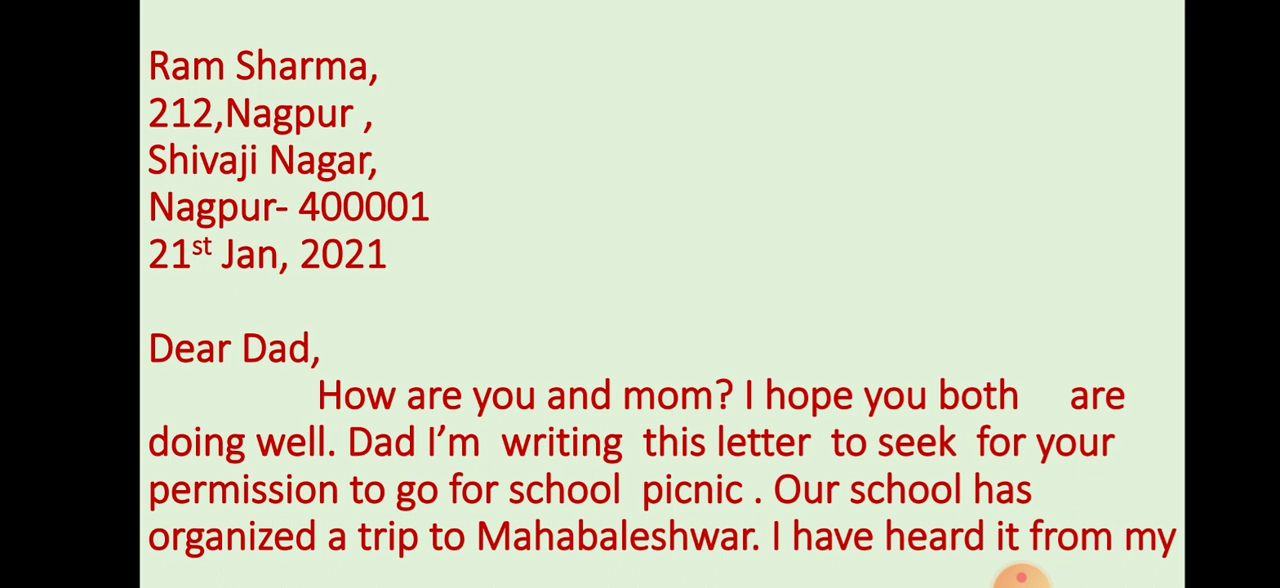 Ram Sharma,
212,Nagpur ,
Shivaji Nagar,
Nagpur- 400001
21st Jan, 2021
Dear Dad,
How are you and mom? I hope you both are
doing well. Dad I’m writing this letter to seek for your
permission to go for school picnic . Our school has
organized a trip to Mahabaleshwar. I have heard it from my